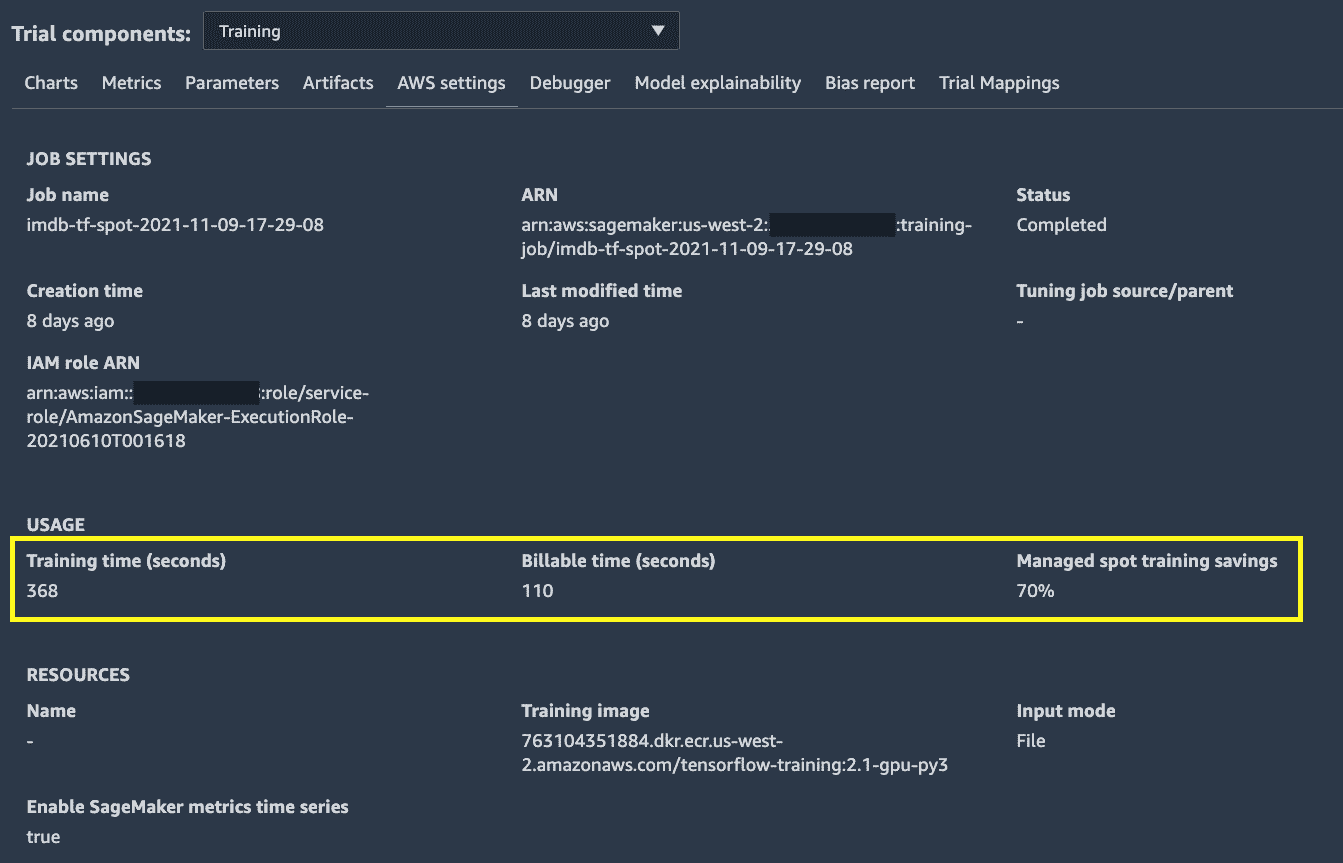 Trial components: Training
Charts Metrics Parameters Artifacts AWS settings Debugger Model explainability Bias report Trial Mappings
JOB SETTINGS
Job name ARN Status
imdb-tf-spot-2021-11-09-17-29-08 arn:aws:sagemaker:us-west-2: :training- Completed
job/imdb-tf-spot-2021-11-09-17-29-08
Creation time Last modified time Tuning job source/parent
8 days ago 8 days ago -
IAM role ARN
arn:aws:iam:: :role/service-
role/AmazonSageMaker-ExecutionRole-
20210610T001618
USAGE
Training time (seconds) Billable time (seconds) Managed spot training savings
368 110 70%
RESOURCES
Name Training image Input mode
- 763104351884.dkr.ecr.us-west- File
2.amazonaws.com/tensorflow-training:2.1-gpu-py3
Enable SageMaker metrics time series
true